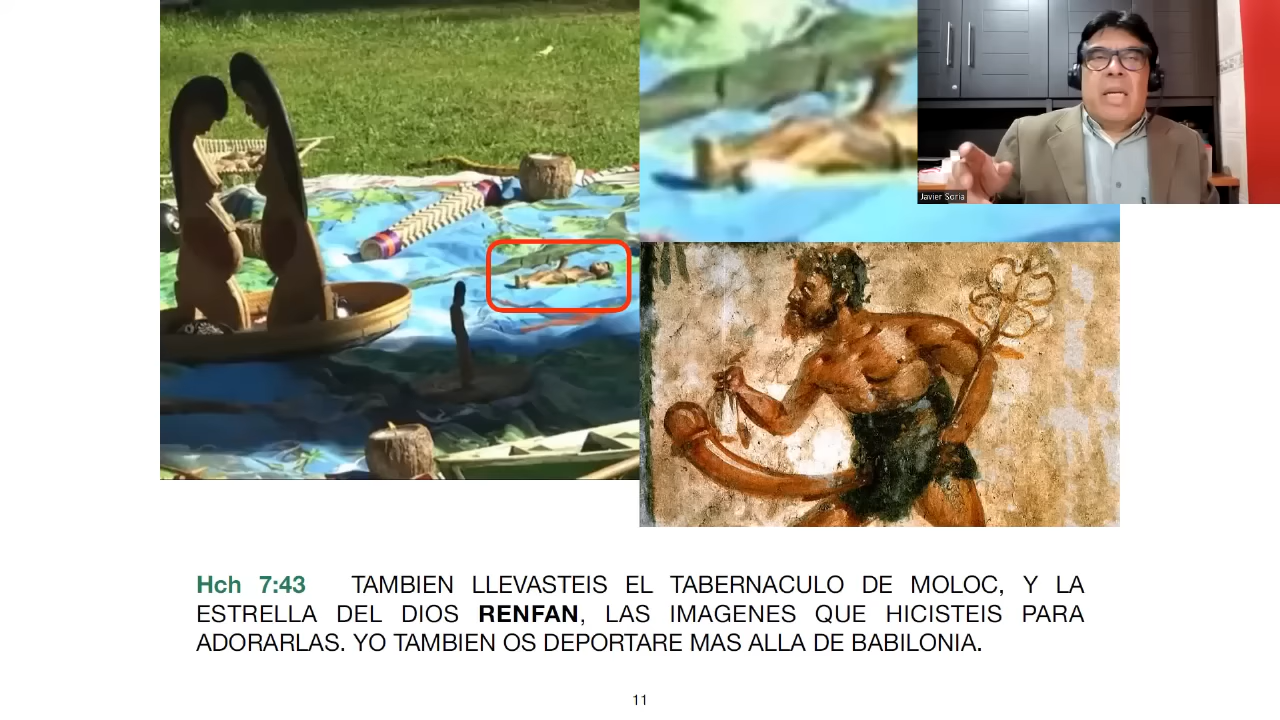 Javier Soria
Hch 7:43 TAMBIEN LLEVASTEIS EL TABERNACULO DE MOLOC, Y LA
ESTRELLA DEL DIOS RENFAN, LAS IMAGENES QUE HICISTEIS PARA
ADORARLAS. YO TAMBIEN OS DEPORTARE MAS ALLA DE BABILONIA.
11